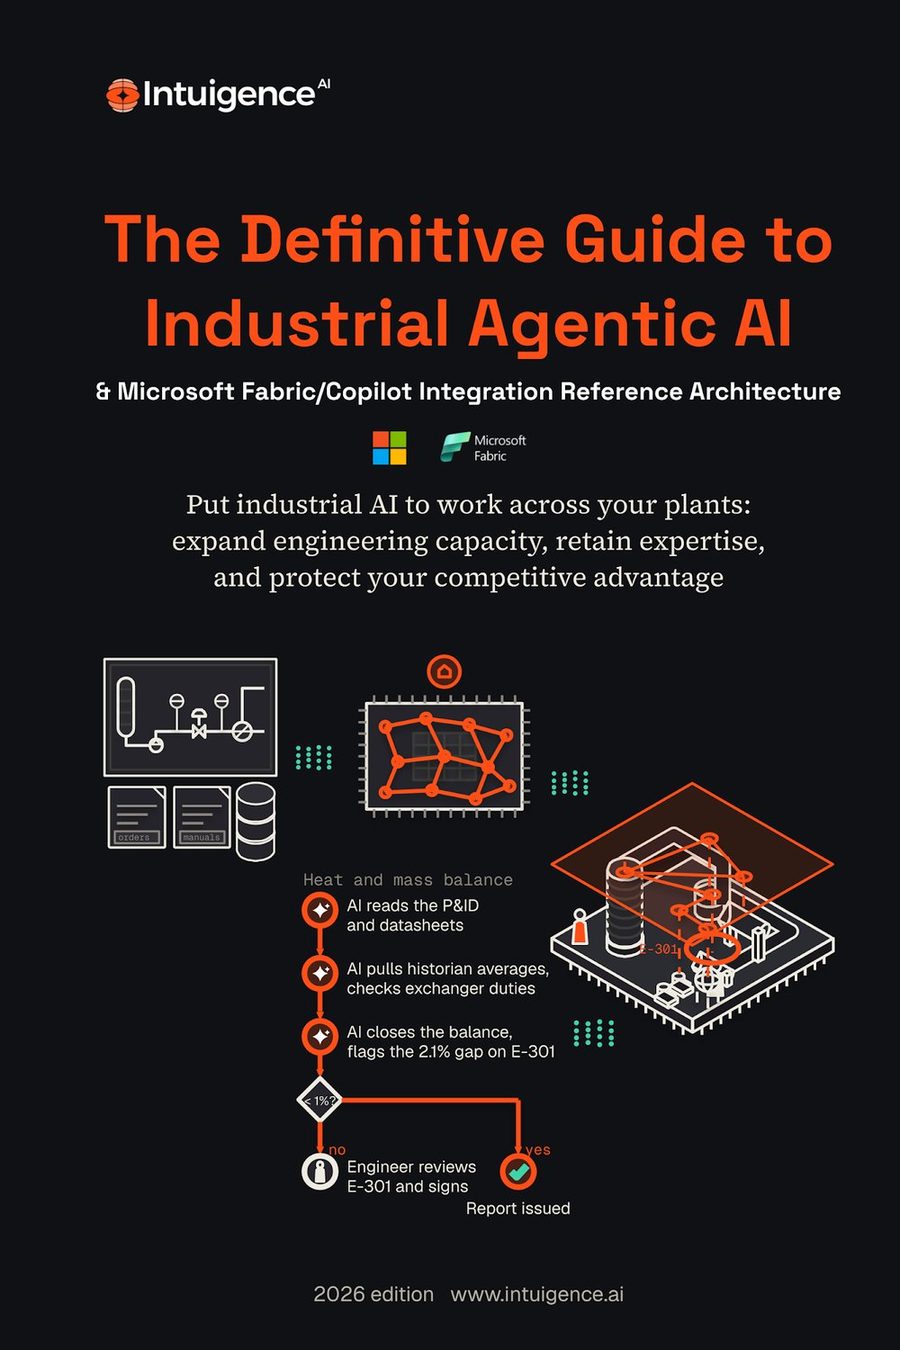 Intuigence AI
The Definitive Guide to
Industrial Agentic AI
& Microsoft Fabric/Copilot Integration Reference Architecture
Microsoft
Fabric
Put industrial AI to work across your plants:
expand engineering capacity, retain expertise,
and protect your competitive advantage
orders
manuals
Heat and mass balance
AI reads the P&ID
and datasheets
AI pulls historian averages,
checks exchanger duties
E-301
AI closes the balance,
flags the 2.1% gap on E-301
< 1%?
no
yes
Engineer reviews
E-301 and signs
Report issued
2026 edition www.intuigence.ai